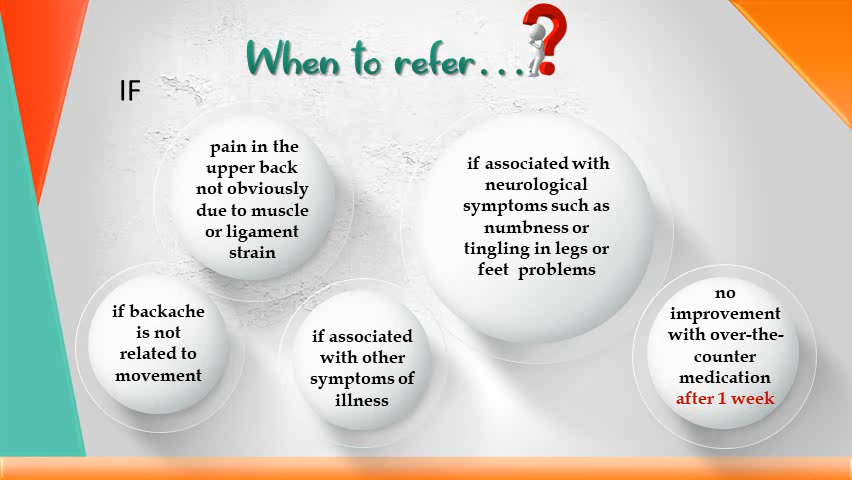 When to refer...?
IF
pain in the
upper back
not obviously
due to muscle
or ligament
strain
if associated with
neurological
symptoms such as
numbness or
tingling in legs or
feet problems
if backache
is not
related to
movement
if associated
with other
symptoms of
illness
no
improvement
with over-the-
counter
medication
after 1 week